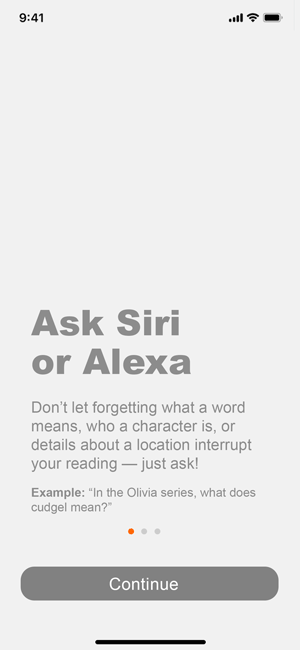 9:41
Ask Siri
or Alexa
Don’t let forgetting what a word
means, who a character is, or
details about a location interrupt
your reading — just ask!
Example: “In the Olivia series, what does
cudgel mean?”
Continue